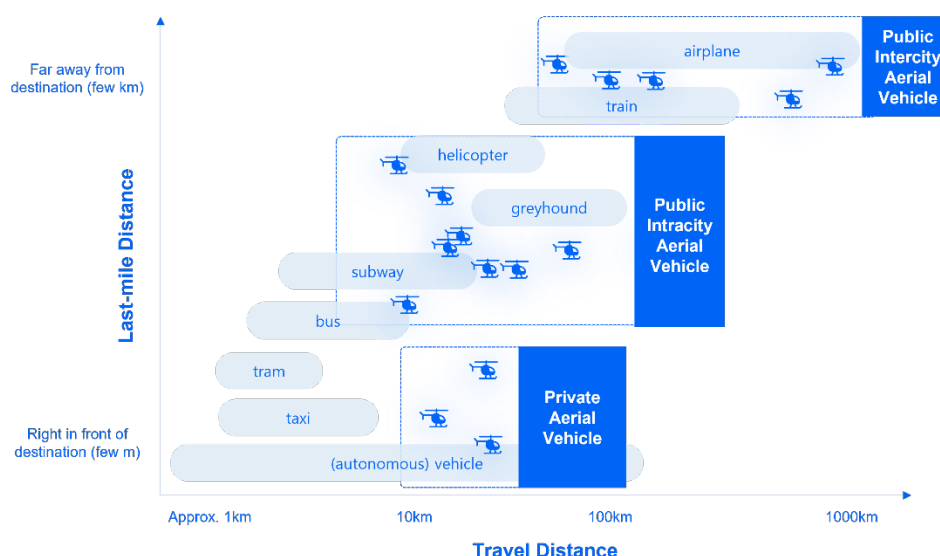 Far away from
destination (few km)
airplane
train
Public
Intercity
Aerial
Vehicle
helicopter
greyhound
subway
bus
Public
Intracity
Aerial
Vehicle
Last-mile Distance
tram
taxi
(autonomous) vehicle
Private
Aerial
Vehicle
Right in front of
destination (few m)
Approx. 1km
10km
100km
1000km
Travel Distance